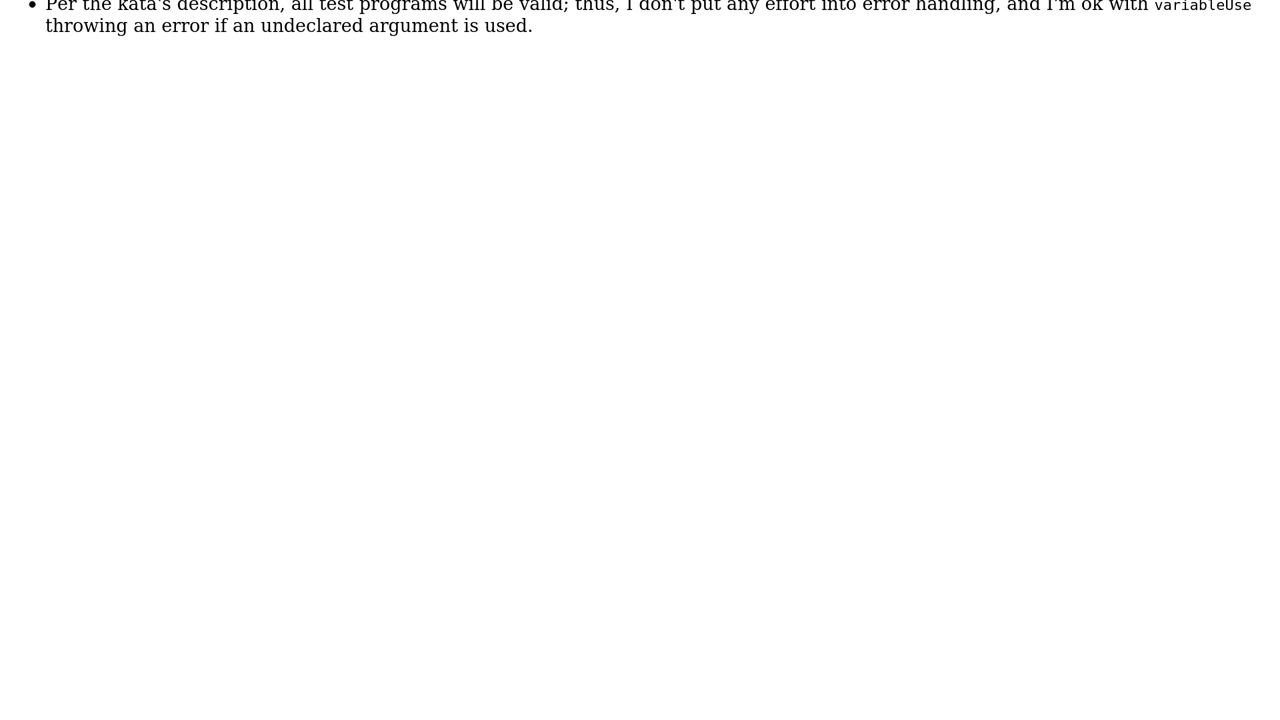 Per the kata's description, all test programs will be valid; thus, I don't put any effort into error handling, and I'm ok with variableUse
throwing an error if an undeclared argument is used.